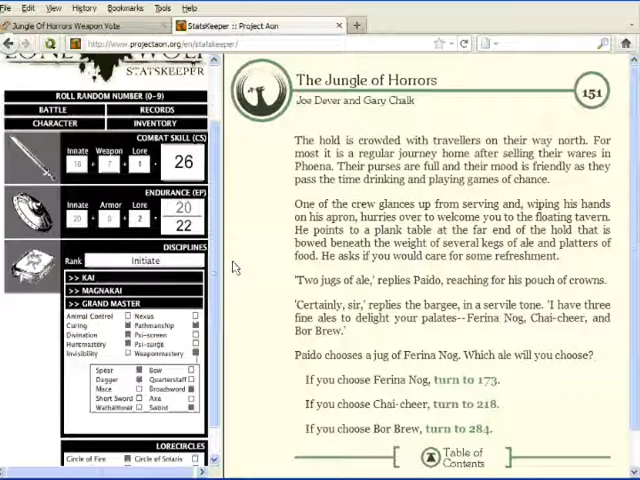 File Edit View History Bookmarks Tools Help
Jungle Of Horrors Weapon Vote
StatsKeeper :: Project Aon
http://www.projectaon.org/en/statskeeper/
LONE WOLF
STATSKEEPER
ROLL RANDOM NUMBER (0-9)
BATTLE RECORDS
CHARACTER INVENTORY
COMBAT SKILL (CS)
Innate Weapon Lore
18 + 7 + 1 26
ENDURANCE (EP)
Innate Armor Lore 20
20 + 0 + 2 22
DISCIPLINES
Rank Initiate
>> KAI
>> MAGNAKAI
>> GRAND MASTER
Animal Control Nexus
Curing Pathmanship
Divination Psi-screen
Huntmastery Psi-surge
Invisibility Weaponmastery
Spear Bow
Dagger Quarterstaff
Mace Broadsword
Short Sword Axe
Warhammer Sword
LORECIRCLES
Circle of Fire Circle of Solaris
The Jungle of Horrors
Joe Dever and Gary Chalk
151
The hold is crowded with travellers on their way north. For
most it is a regular journey home after selling their wares in
Phoena. Their purses are full and their mood is friendly as they
pass the time drinking and playing games of chance.
One of the crew glances up from serving and, wiping his hands
on his apron, hurries over to welcome you to the floating tavern.
He points to a plank table at the far end of the hold that is
bowed beneath the weight of several kegs of ale and platters of
food. He asks if you would care for some refreshment.
'Two jugs of ale,' replies Paido, reaching for his pouch of crowns.
'Certainly, sir,' replies the bargee, in a servile tone. 'I have three
fine ales to delight your palates--Ferina Nog, Chai-cheer, and
Bor Brew.'
Paido chooses a jug of Ferina Nog. Which ale will you choose?
If you choose Ferina Nog, turn to 173.
If you choose Chai-cheer, turn to 218.
If you choose Bor Brew, turn to 284.
Table of
Contents